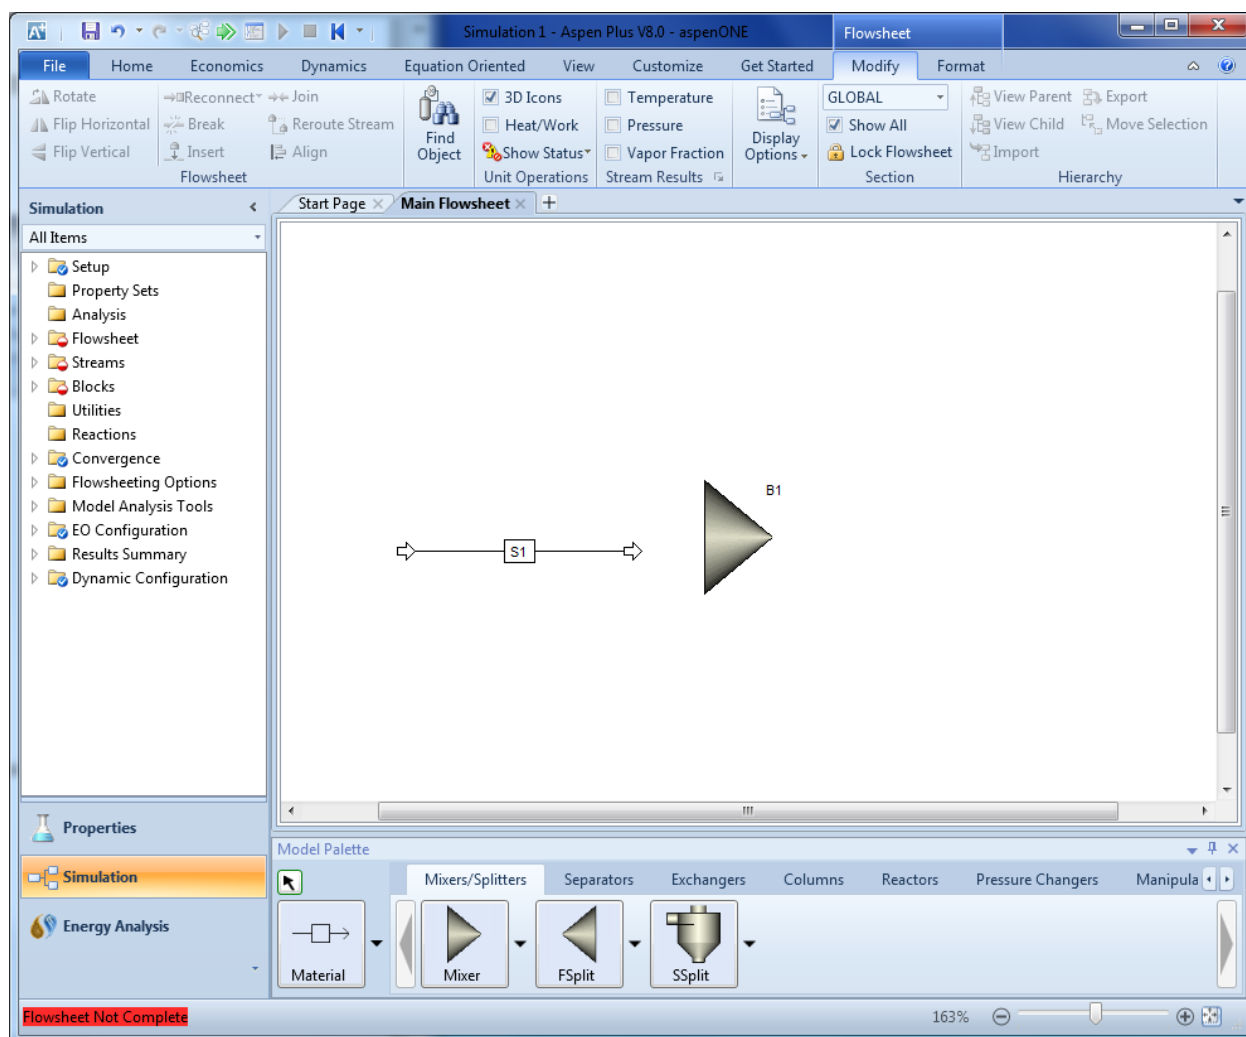 Simulation 1 - Aspen Plus V8.0 - aspenONE Flowsheet
File Home Economics Dynamics Equation Oriented View Customize Get Started Modify Format
Rotate Reconnect Join 3D Icons Temperature GLOBAL View Parent Export
Flip Horizontal Break Reroute Stream Find Heat/Work Pressure Display Show All View Child Move Selection
Flip Vertical Insert Align Object Show Status Vapor Fraction Options Lock Flowsheet Import
Flowsheet Unit Operations Stream Results Section Hierarchy
Simulation Start Page Main Flowsheet
All Items
Setup
Property Sets
Analysis
Flowsheet
Streams
Blocks
Utilities
Reactions
Convergence
Flowsheeting Options
Model Analysis Tools
EO Configuration
Results Summary
Dynamic Configuration
B1
S1
Properties
Simulation
Energy Analysis
Model Palette
Mixers/Splitters Separators Exchangers Columns Reactors Pressure Changers Manipula
Material Mixer FSplit SSplit
Flowsheet Not Complete 163%